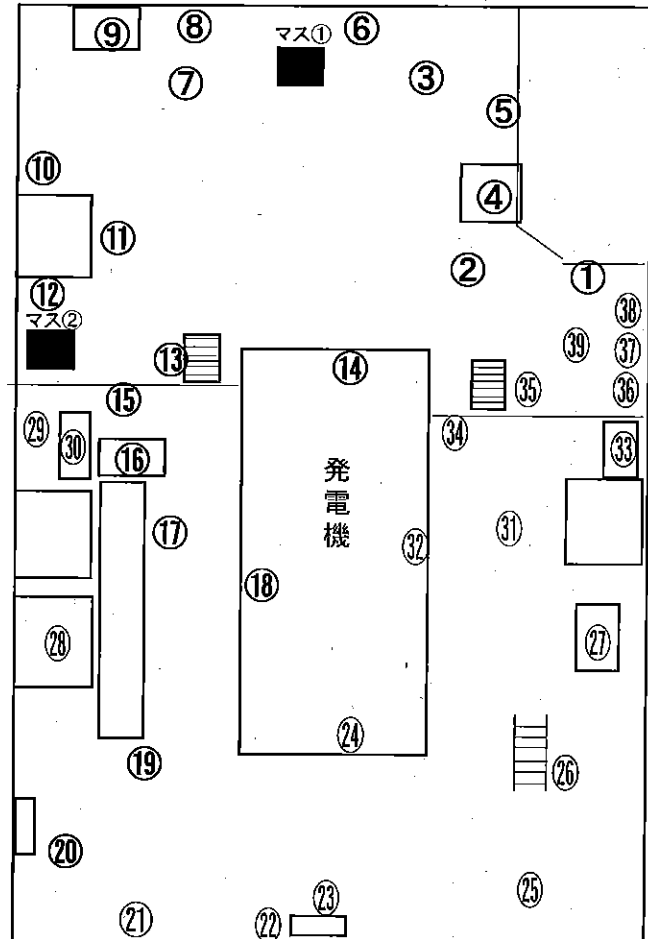 ⑨ ⑧ ⑥
マス①
⑦ ③ ⑤
⑩ ④
⑪
② ①
⑫ ㊳
マス②
⑬ ⑭ ㊴ ㊲
⑮ ㉟ ㊱
㉙ ㉚ ⑯ ㉞ ㉝
発電機
⑰ ㉜ ㉛
⑱
㉘ ㉗
㉔
⑲ ㉖
⑳
㉓ ㉕
㉑ ㉒